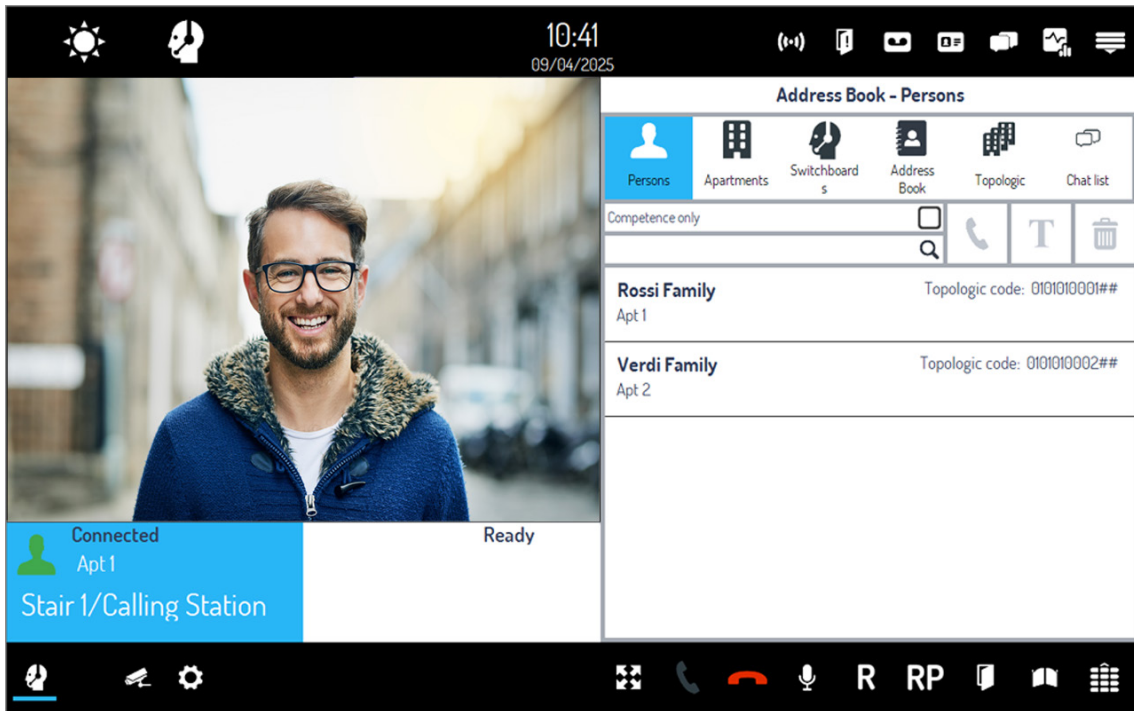 10:41
09/04/2025
Address Book - Persons
Persons
Apartments
Switchboard
s
Address
Book
Topologic
Chat list
Competence only
T
Rossi Family
Topologic code: 0101010001##
Apt 1
Verdi Family
Topologic code: 0101010002##
Apt 2
Connected
Ready
Apt 1
Stair 1/Calling Station
R
RP